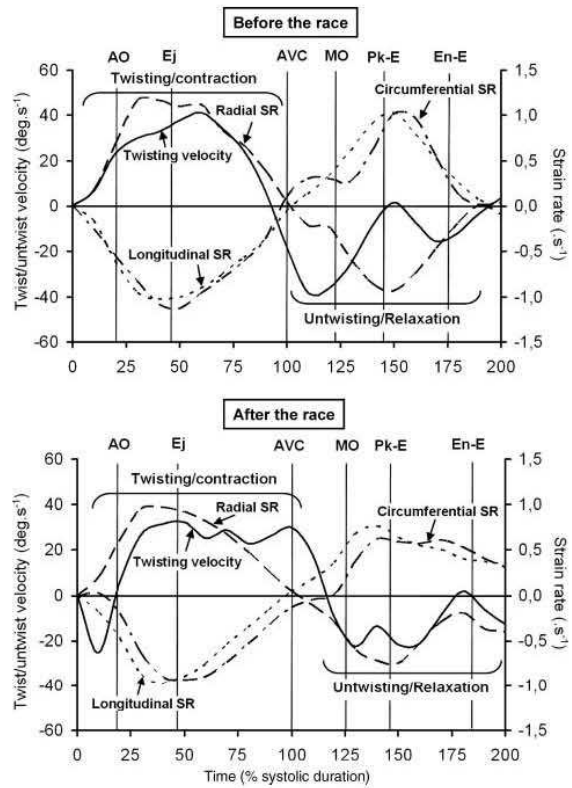 Before the race
AO Ej AVC MO Pk-E En-E
Twisting/contraction
Circumferential SR
Radial SR
Twisting velocity
Longitudinal SR
Untwisting/Relaxation
Twist/untwist velocity (deg.s-1)
60
40
20
0
-20
-40
-60
1,5
1,0
0,5
0,0
-0,5
-1,0
-1,5
Strain rate (.s-1)
0 25 50 75 100 125 150 175 200
After the race
AO Ej AVC MO Pk-E En-E
Twisting/contraction
Radial SR
Circumferential SR
Twisting velocity
Longitudinal SR
Untwisting/Relaxation
Twist/untwist velocity (deg.s-1)
60
40
20
0
-20
-40
-60
1,5
1,0
0,5
0,0
-0,5
-1,0
-1,5
Strain rate (.s-1)
0 25 50 75 100 125 150 175 200
Time (% systolic duration)